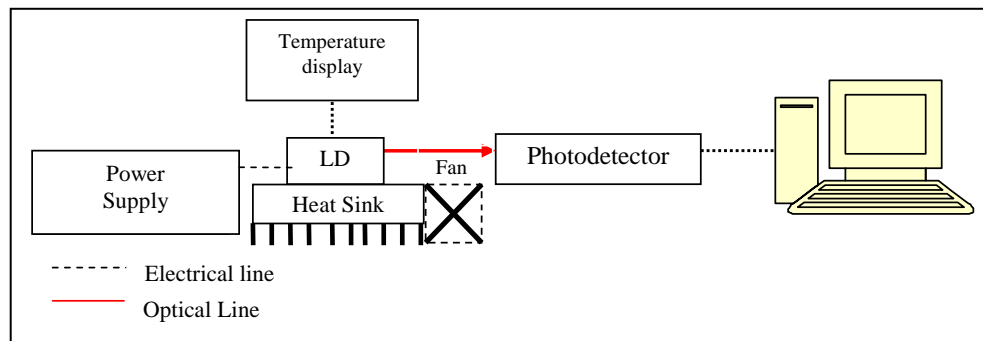 Temperature
display
LD
Photodetector
Fan
Power
Supply
Heat Sink
Electrical line
Optical Line